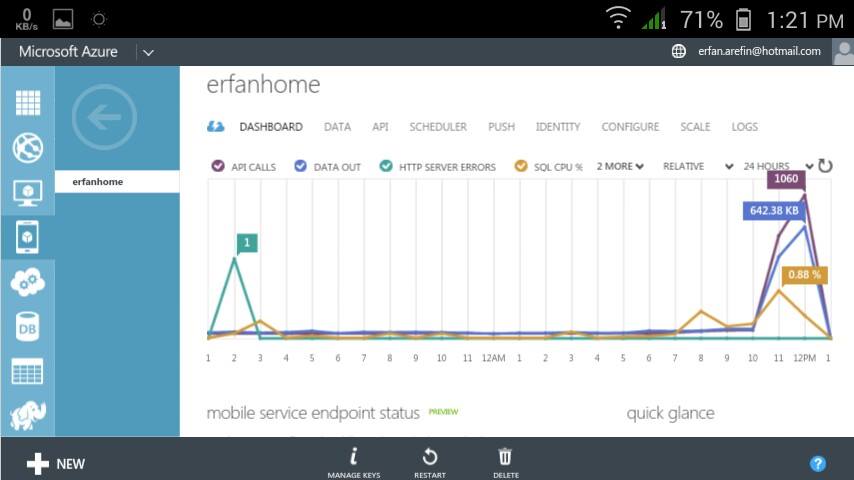 0
KB/s
1
71%
1:21 PM
Microsoft Azure
erfan.arefin@hotmail.com
erfanhome
erfanhome
DASHBOARD DATA API SCHEDULER PUSH IDENTITY CONFIGURE SCALE LOGS
API CALLS DATA OUT HTTP SERVER ERRORS SQL CPU % 2 MORE RELATIVE 24 HOURS
1060
642.38 KB
1
0.88 %
1 2 3 4 5 6 7 8 9 10 11 12AM 1 2 3 4 5 6 7 8 9 10 11 12PM 1
DB
mobile service endpoint status PREVIEW
quick glance
NEW
MANAGE KEYS
RESTART
DELETE
?